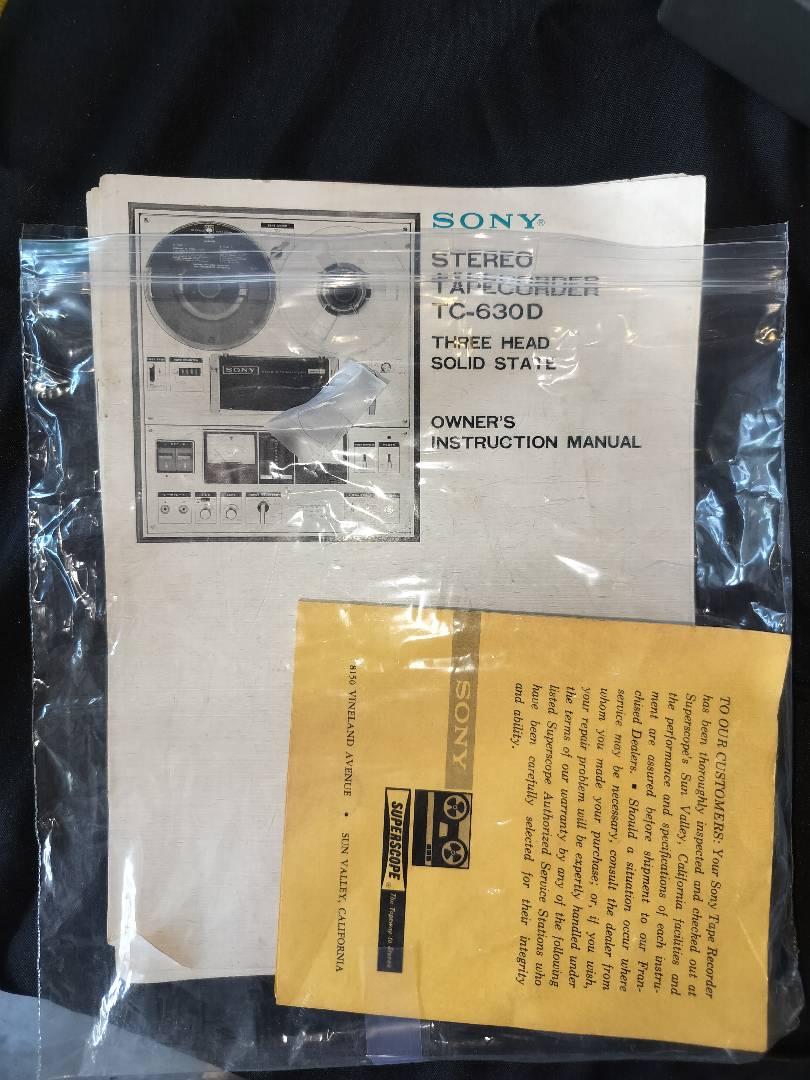 SONY®
STEREO
TAPECORDER
TC-630D
THREE HEAD
SOLID STATE
OWNER'S
INSTRUCTION MANUAL
SONY
TO OUR CUSTOMERS: Your Sony Tape Recorder
has been thoroughly inspected and checked out at
Superscope's Sun Valley, California facilities and
the performance and specifications of each instru-
ment are assured before shipment to our Fran-
chised Dealers. ▪ Should a situation occur where
service may be necessary, consult the dealer from
whom you made your purchase; or, if you wish,
your repair problem will be expertly handled under
the terms of our warranty by any of the following
listed Superscope Authorized Service Stations who
have been carefully selected for their integrity
and ability.
SONY
SUPERSCOPE®
The Tapeway to Stereo
8150 VINELAND AVENUE • SUN VALLEY, CALIFORNIA